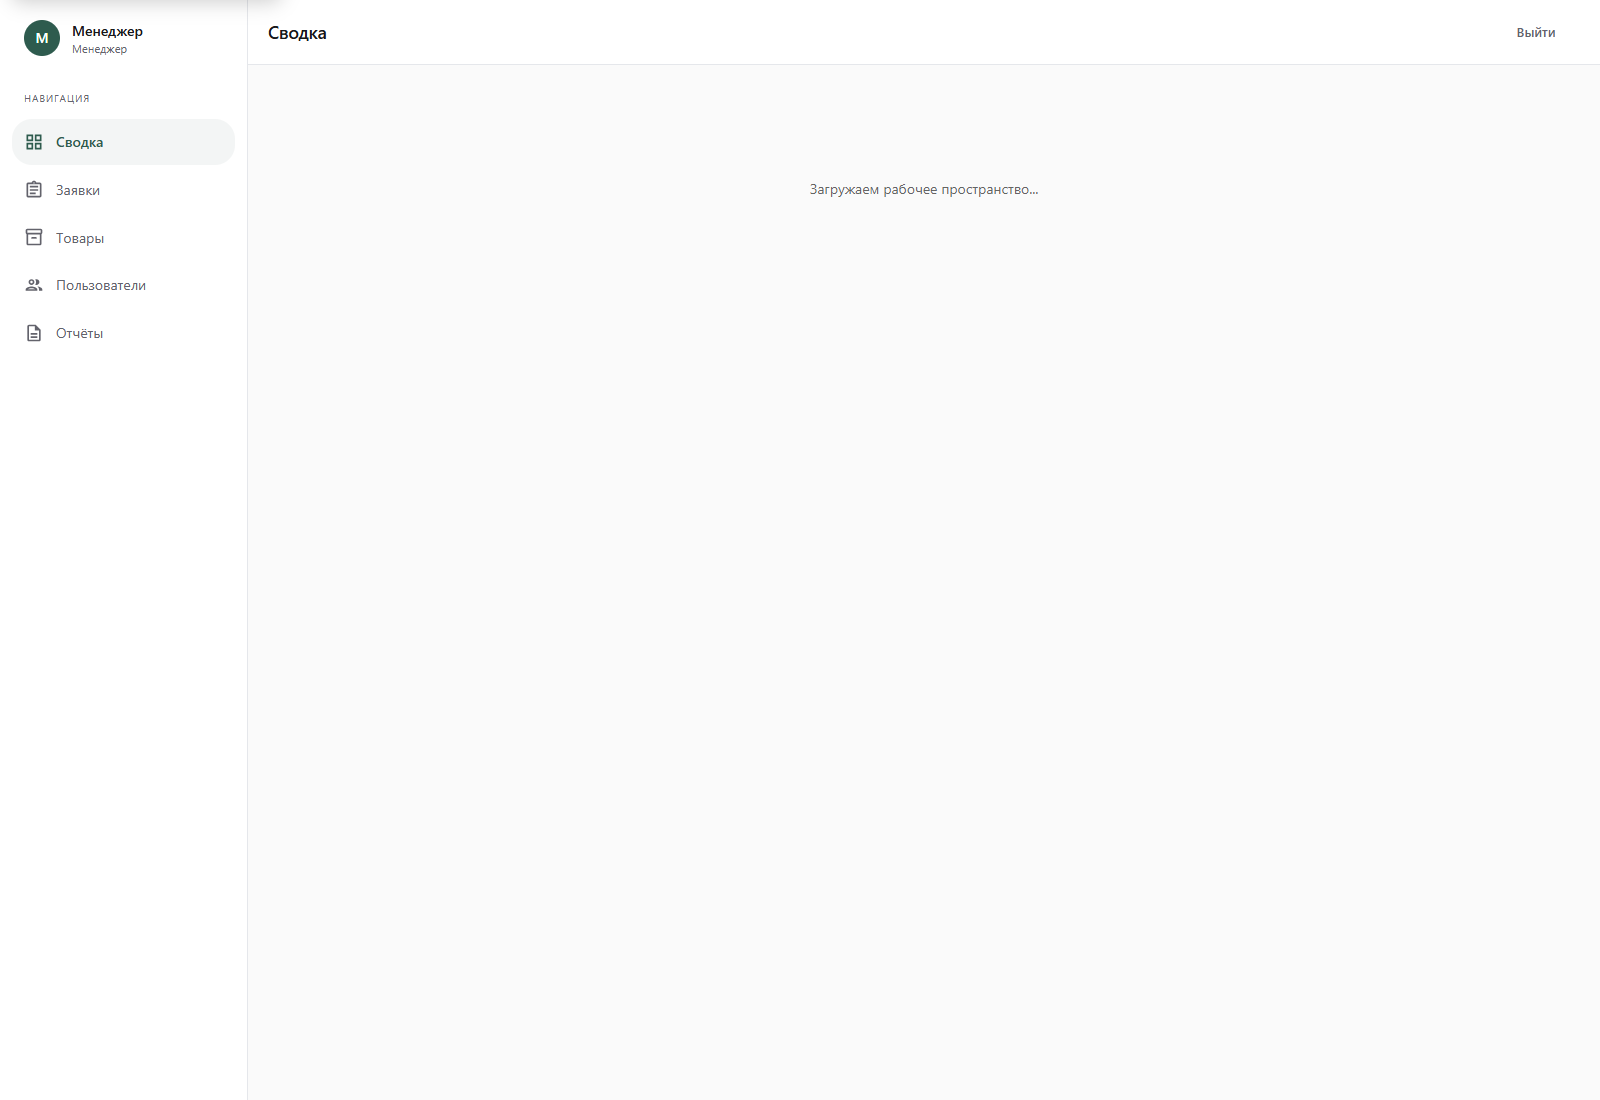 М
Менеджер
Менеджер
НАВИГАЦИЯ
Сводка
Заявки
Товары
Пользователи
Отчёты
Сводка
Выйти
Загружаем рабочее пространство...